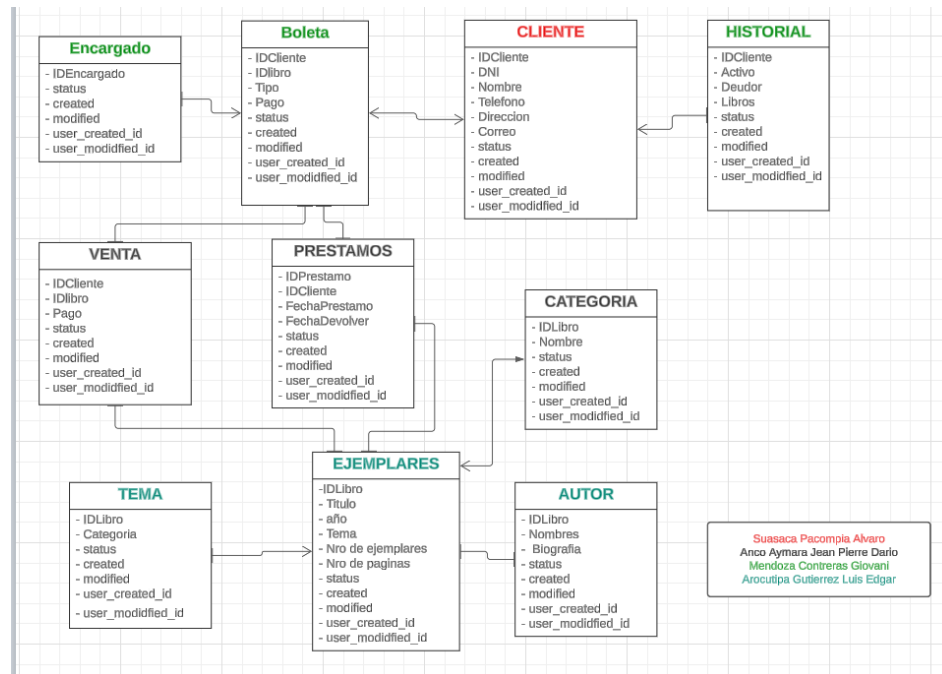 Encargado
- IDEncargado
- status
- created
- modified
- user_created_id
- user_modidfied_id
Boleta
- IDCliente
- IDlibro
- Tipo
- Pago
- status
- created
- modified
- user_created_id
- user_modidfied_id
CLIENTE
- IDCliente
- DNI
- Nombre
- Telefono
- Direccion
- Correo
- status
- created
- modified
- user_created_id
- user_modidfied_id
HISTORIAL
- IDCliente
- Activo
- Deudor
- Libros
- status
- created
- modified
- user_created_id
- user_modidfied_id
VENTA
- IDCliente
- IDlibro
- Pago
- status
- created
- modified
- user_created_id
- user_modidfied_id
PRESTAMOS
- IDPrestamo
- IDCliente
- FechaPrestamo
- FechaDevolver
- status
- created
- modified
- user_created_id
- user_modidfied_id
CATEGORIA
- IDLibro
- Nombre
- status
- created
- modified
- user_created_id
- user_modidfied_id
TEMA
- IDLibro
- Categoria
- status
- created
- modified
- user_created_id
- user_modidfied_id
EJEMPLARES
-IDLibro
- Titulo
- año
- Tema
- Nro de ejemplares
- Nro de paginas
- status
- created
- modified
- user_created_id
- user_modidfied_id
AUTOR
- IDLibro
- Nombres
- Biografia
- status
- created
- modified
- user_created_id
- user_modidfied_id
Suasaca Pacompia Alvaro
Anco Aymara Jean Pierre Dario
Mendoza Contreras Giovani
Arocutipa Gutierrez Luis Edgar